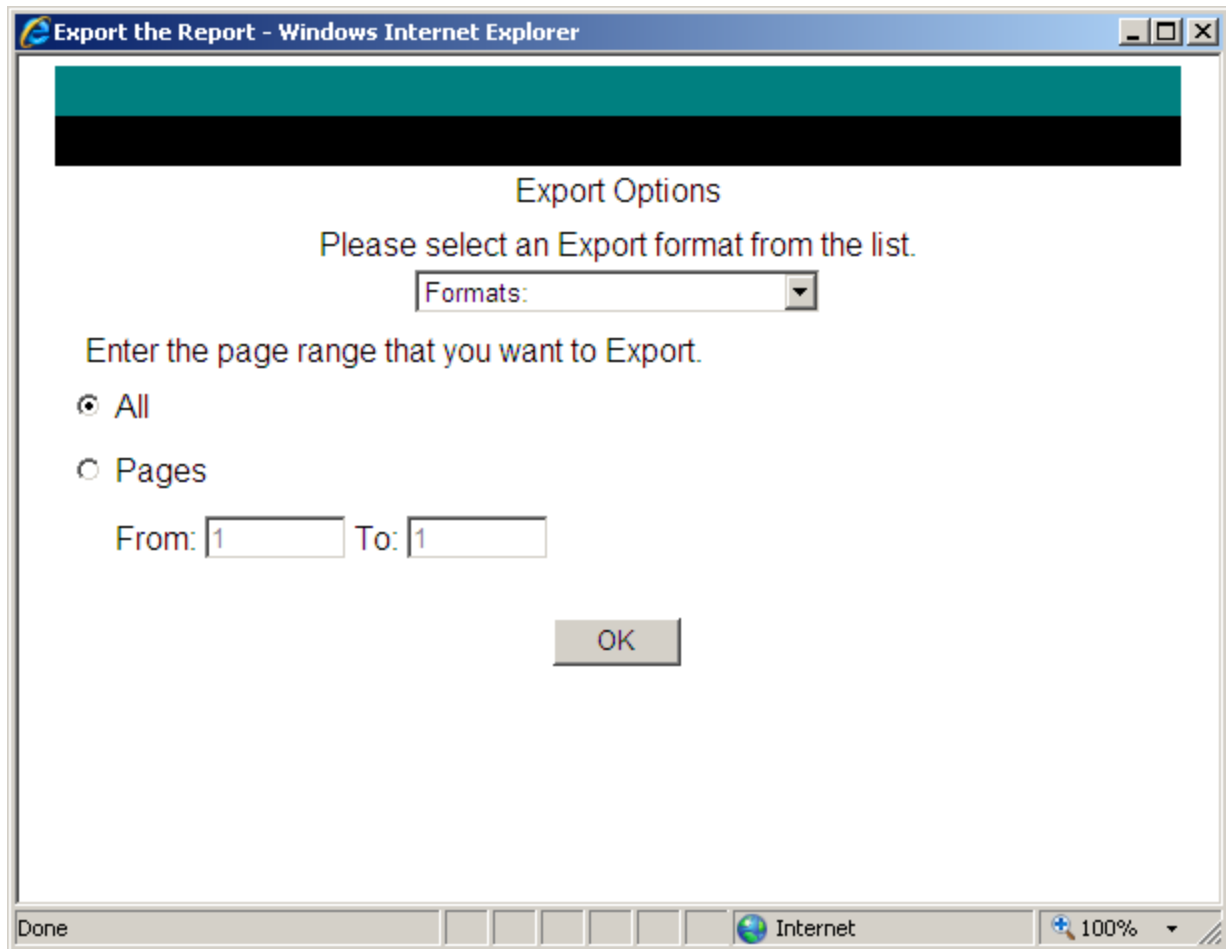 Export the Report - Windows Internet Explorer
Export Options
Please select an Export format from the list.
Formats:
Enter the page range that you want to Export.
All
Pages
From: 1 To: 1
OK
Done Internet 100%